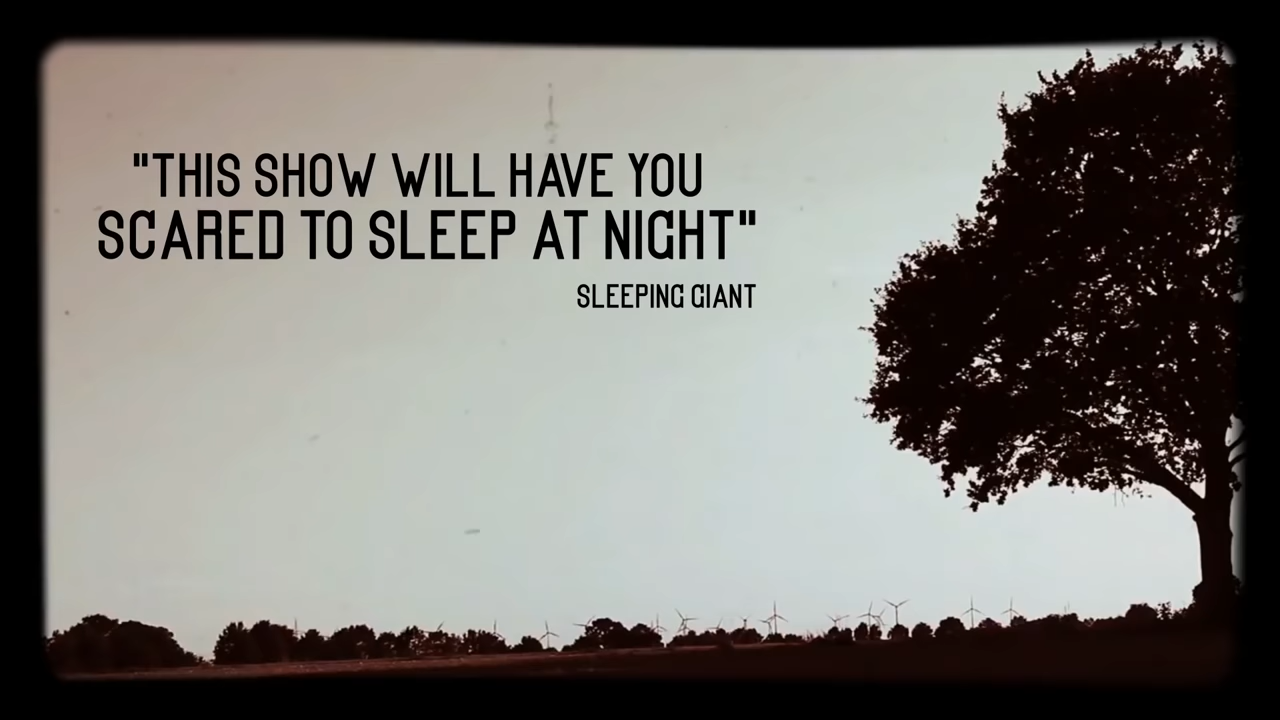 "THIS SHOW WILL HAVE YOU
SCARED TO SLEEP AT NIGHT"
SLEEPING GIANT